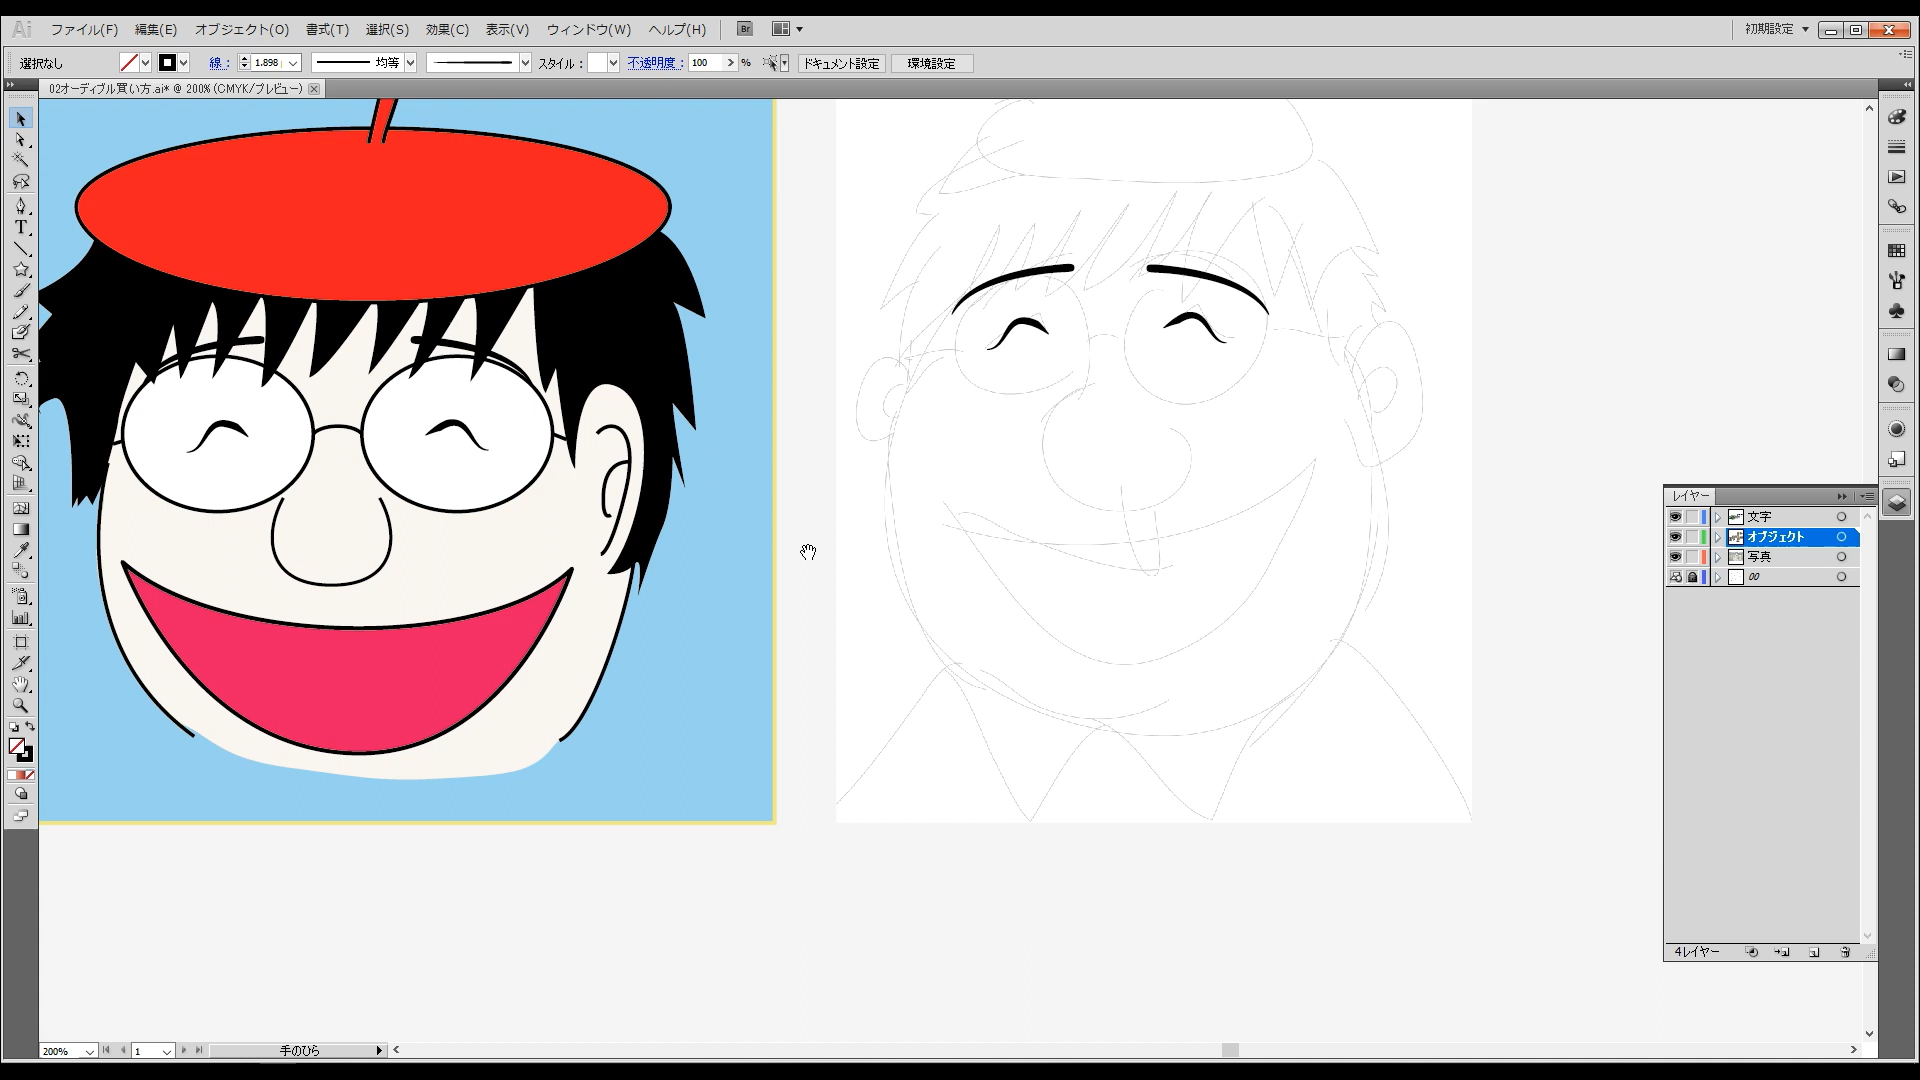 Ai ファイル(F) 編集(E) オブジェクト(O) 書式(T) 選択(S) 効果(C) 表示(V) ウィンドウ(W) ヘルプ(H) Br 初期設定
選択なし 線 : 1.898 均等 スタイル : 不透明度 : 100 % ドキュメント設定 環境設定
02オーディブル買い方.ai* @ 200% (CMYK/プレビュー)
レイヤー
文字
オブジェクト
写真
00
4レイヤー
200% 1 手のひら